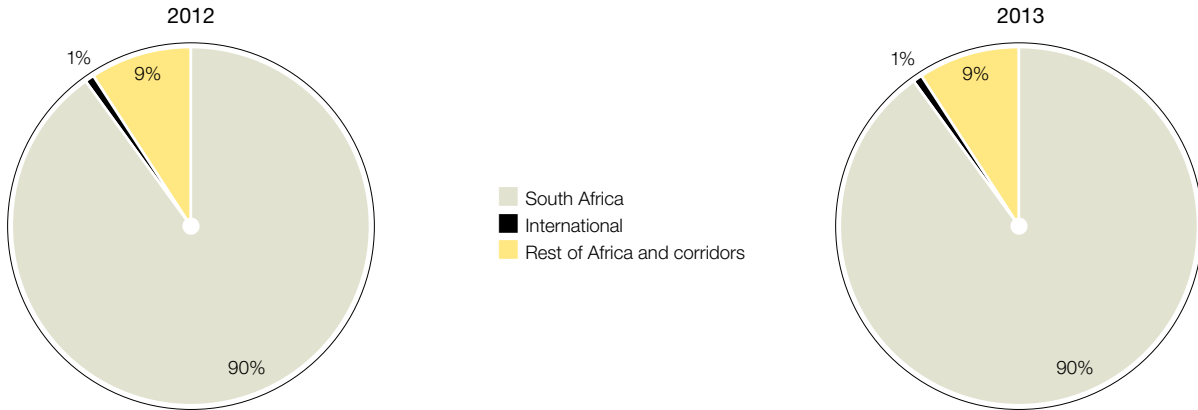 2012
1%
9%
90%
South Africa
International
Rest of Africa and corridors
2013
1%
9%
90%